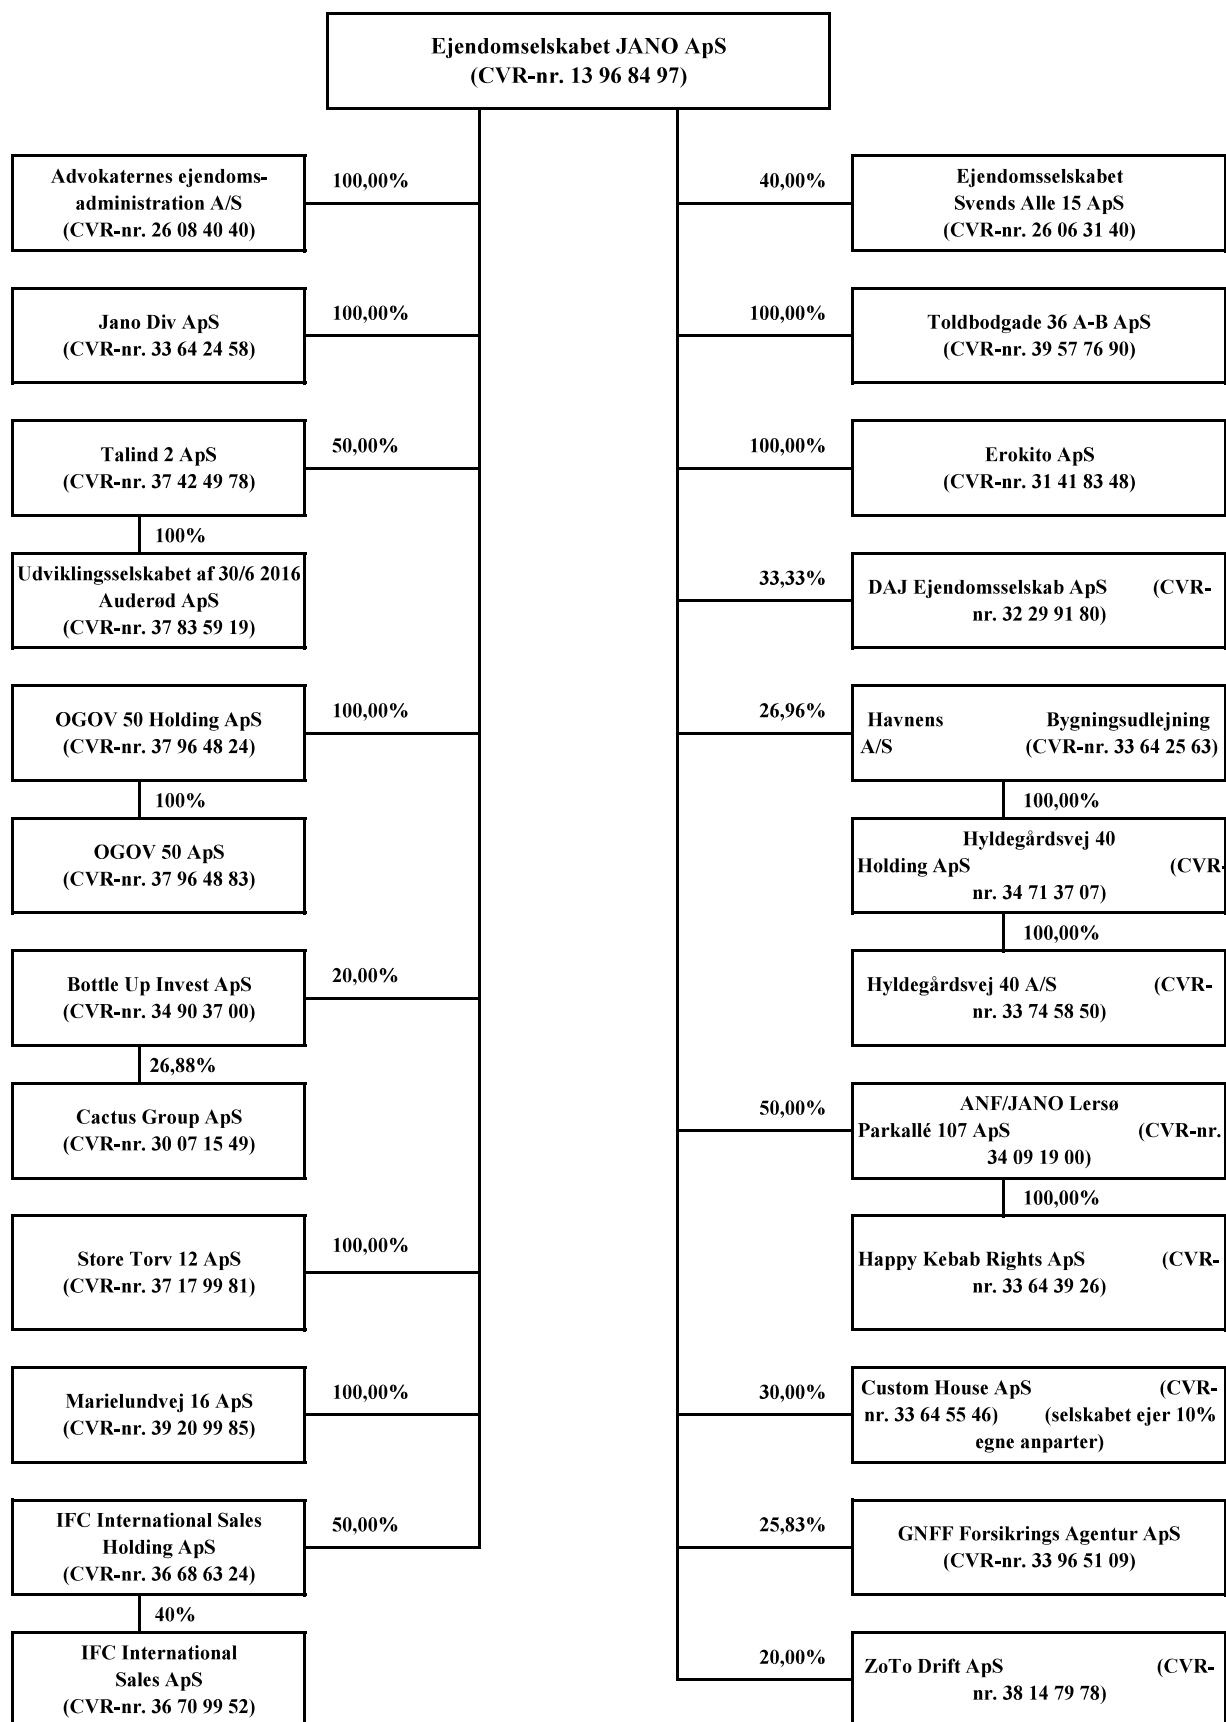 Ejendomselskabet JANO ApS
(CVR-nr. 13 96 84 97)
Advokaternes ejendoms-
administration A/S
(CVR-nr. 26 08 40 40)
100,00%
Jano Div ApS
(CVR-nr. 33 64 24 58)
100,00%
Talind 2 ApS
(CVR-nr. 37 42 49 78)
50,00%
100%
Udviklingsselskabet af 30/6 2016
Auderød ApS
(CVR-nr. 37 83 59 19)
OGOV 50 Holding ApS
(CVR-nr. 37 96 48 24)
100,00%
100%
OGOV 50 ApS
(CVR-nr. 37 96 48 83)
Bottle Up Invest ApS
(CVR-nr. 34 90 37 00)
20,00%
26,88%
Cactus Group ApS
(CVR-nr. 30 07 15 49)
Store Torv 12 ApS
(CVR-nr. 37 17 99 81)
100,00%
Marielundvej 16 ApS
(CVR-nr. 39 20 99 85)
100,00%
IFC International Sales
Holding ApS
(CVR-nr. 36 68 63 24)
50,00%
40%
IFC International
Sales ApS
(CVR-nr. 36 70 99 52)
40,00%
Ejendomsselskabet
Svends Alle 15 ApS
(CVR-nr. 26 06 31 40)
100,00%
Toldbodgade 36 A-B ApS
(CVR-nr. 39 57 76 90)
100,00%
Erokito ApS
(CVR-nr. 31 41 83 48)
33,33%
DAJ Ejendomsselskab ApS (CVR-
nr. 32 29 91 80)
26,96%
Havnens Bygningsudlejning
A/S (CVR-nr. 33 64 25 63)
100,00%
Hyldegårdsvej 40
Holding ApS (CVR-
nr. 34 71 37 07)
100,00%
Hyldegårdsvej 40 A/S (CVR-
nr. 33 74 58 50)
50,00%
ANF/JANO Lersø
Parkallé 107 ApS (CVR-nr.
34 09 19 00)
100,00%
Happy Kebab Rights ApS (CVR-
nr. 33 64 39 26)
30,00%
Custom House ApS (CVR-
nr. 33 64 55 46) (selskabet ejer 10%
egne anparter)
25,83%
GNFF Forsikrings Agentur ApS
(CVR-nr. 33 96 51 09)
20,00%
ZoTo Drift ApS (CVR-
nr. 38 14 79 78)